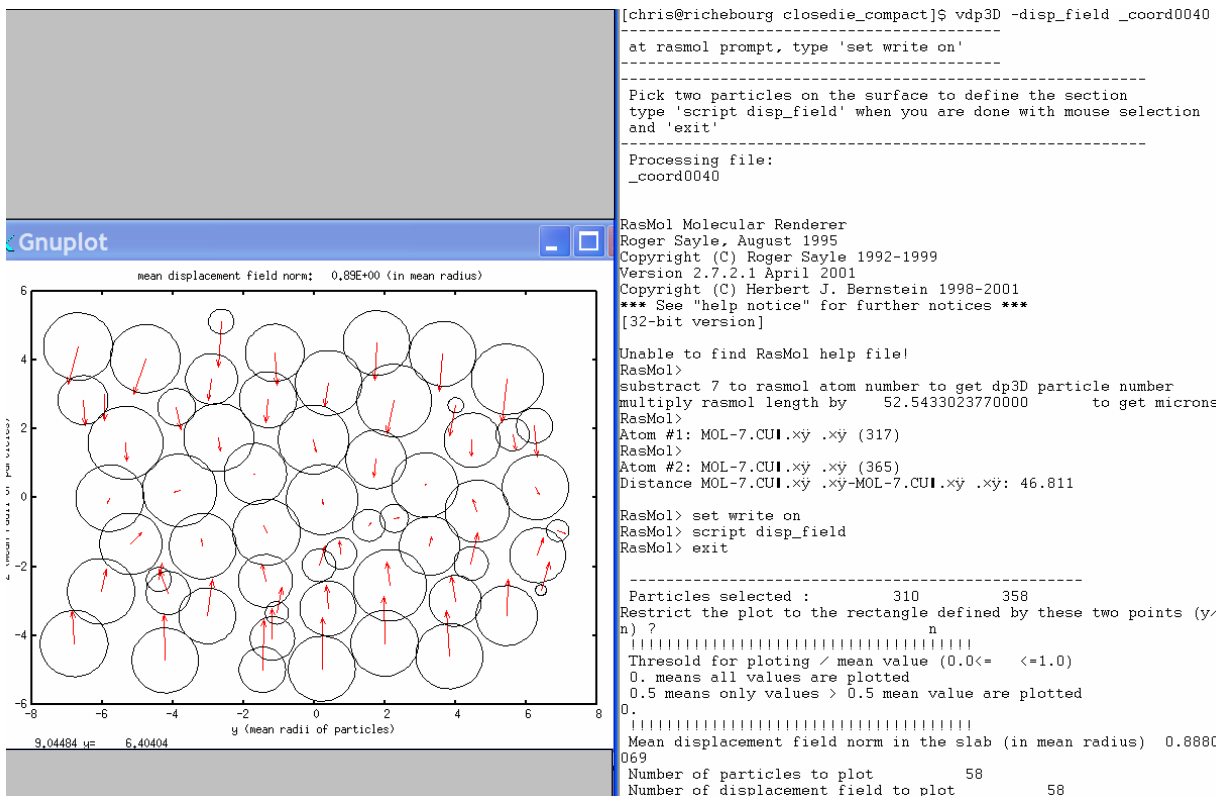 Gnuplot
mean displacement field norm: 0.89E+00 (in mean radius)
6
4
2
0
-2
-4
-6
-8
-6
-4
-2
0
2
4
6
8
y (mean radii of particles)
9.04484 y= 6.40404
[chris@richebourg closedie_compact]$ vdp3D -disp_field _coord0040
------------------------------------------
at rasmol prompt, type 'set write on'
------------------------------------------
----------------------------------------------------------
Pick two particles on the surface to define the section
type 'script disp_field' when you are done with mouse selection
and 'exit'
----------------------------------------------------------
Processing file:
_coord0040
RasMol Molecular Renderer
Roger Sayle, August 1995
Copyright (C) Roger Sayle 1992-1999
Version 2.7.2.1 April 2001
Copyright (C) Herbert J. Bernstein 1998-2001
*** See "help notice" for further notices ***
[32-bit version]
Unable to find RasMol help file!
RasMol>
substract 7 to rasmol atom number to get dp3D particle number
multiply rasmol length by 52.5433023770000 to get microns
RasMol>
Atom #1: MOL-7.CU▮.×ÿ .×ÿ (317)
RasMol>
Atom #2: MOL-7.CU▮.×ÿ .×ÿ (365)
Distance MOL-7.CU▮.×ÿ .×ÿ-MOL-7.CU▮.×ÿ .×ÿ: 46.811
RasMol> set write on
RasMol> script disp_field
RasMol> exit
--------------------------------------------------
Particles selected : 310 358
Restrict the plot to the rectangle defined by these two points (y/
n) ? n
!!!!!!!!!!!!!!!!!!!!!!!!!!!!!!!!!!!!!!
Thresold for ploting / mean value (0.0<= <=1.0)
0. means all values are plotted
0.5 means only values > 0.5 mean value are plotted
0.
!!!!!!!!!!!!!!!!!!!!!!!!!!!!!!!!!!!!!!
Mean displacement field norm in the slab (in mean radius) 0.8880
069
Number of particles to plot 58
Number of displacement field to plot 58